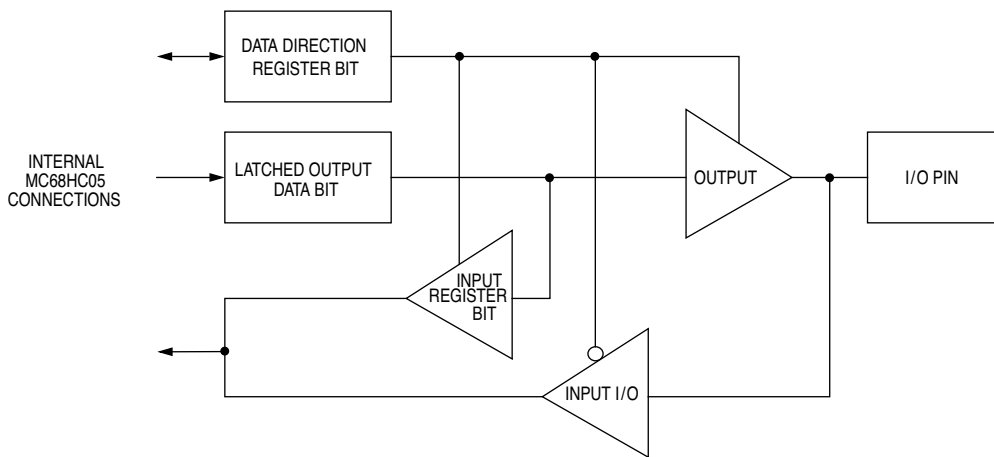 DATA DIRECTION
REGISTER BIT
INTERNAL
MC68HC05
CONNECTIONS
LATCHED OUTPUT
DATA BIT
OUTPUT
I/O PIN
INPUT
REGISTER
BIT
INPUT I/O